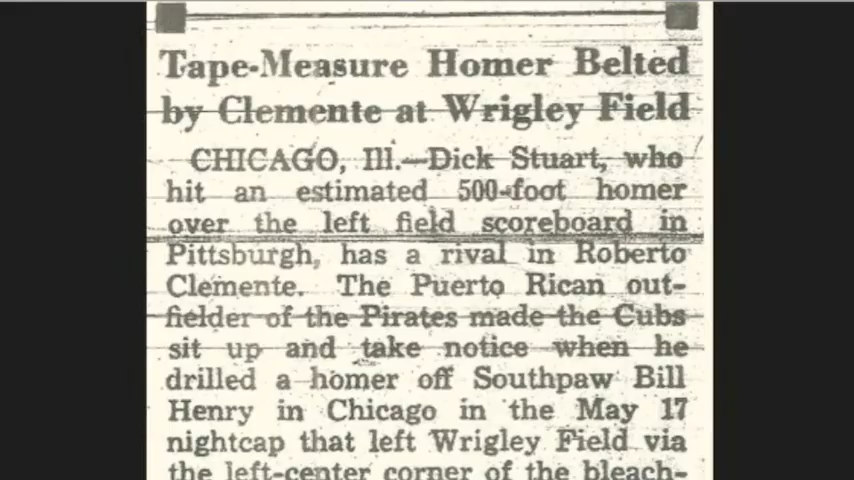 Tape-Measure Homer Belted
by Clemente at Wrigley Field
CHICAGO, Ill.—Dick Stuart, who
hit an estimated 500-foot homer
over the left field scoreboard in
Pittsburgh, has a rival in Roberto
Clemente. The Puerto Rican out-
fielder of the Pirates made the Cubs
sit up and take notice when he
drilled a homer off Southpaw Bill
Henry in Chicago in the May 17
nightcap that left Wrigley Field via
the left-center corner of the bleach-